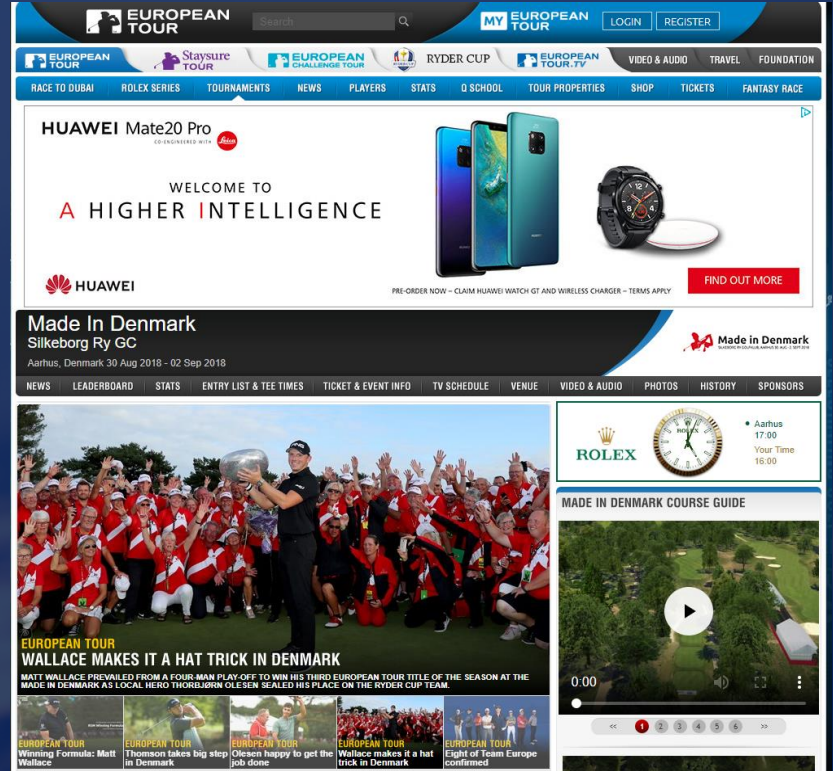 EUROPEAN
TOUR
Search
MY EUROPEAN
TOUR
LOGIN
REGISTER
EUROPEAN
TOUR
Staysure
TOUR
EUROPEAN
CHALLENGE TOUR
RYDER CUP
EUROPEAN
TOUR.TV
VIDEO & AUDIO
TRAVEL
FOUNDATION
RACE TO DUBAI
ROLEX SERIES
TOURNAMENTS
NEWS
PLAYERS
STATS
Q SCHOOL
TOUR PROPERTIES
SHOP
TICKETS
FANTASY RACE
HUAWEI Mate20 Pro
CO-ENGINEERED WITH Leica
WELCOME TO
A HIGHER INTELLIGENCE
HUAWEI
PRE-ORDER NOW – CLAIM HUAWEI WATCH GT AND WIRELESS CHARGER – TERMS APPLY
FIND OUT MORE
Made In Denmark
Silkeborg Ry GC
Aarhus, Denmark 30 Aug 2018 - 02 Sep 2018
Made in Denmark
NEWS
LEADERBOARD
STATS
ENTRY LIST & TEE TIMES
TICKET & EVENT INFO
TV SCHEDULE
VENUE
VIDEO & AUDIO
PHOTOS
HISTORY
SPONSORS
PING
EUROPEAN TOUR
WALLACE MAKES IT A HAT TRICK IN DENMARK
MATT WALLACE PREVAILED FROM A FOUR-MAN PLAY-OFF TO WIN HIS THIRD EUROPEAN TOUR TITLE OF THE SEASON AT THE
MADE IN DENMARK AS LOCAL HERO THORBJØRN OLESEN SEALED HIS PLACE ON THE RYDER CUP TEAM.
EUROPEAN TOUR
Winning Formula: Matt
Wallace
EUROPEAN TOUR
Thomson takes big step
in Denmark
EUROPEAN TOUR
Olesen happy to get the
job done
EUROPEAN TOUR
Wallace makes it a hat
trick in Denmark
EUROPEAN TOUR
Eight of Team Europe
confirmed
ROLEX
ROLEX
Aarhus
17:00
Your Time
16:00
MADE IN DENMARK COURSE GUIDE
0:00
<< 1 2 3 4 5 6 >>